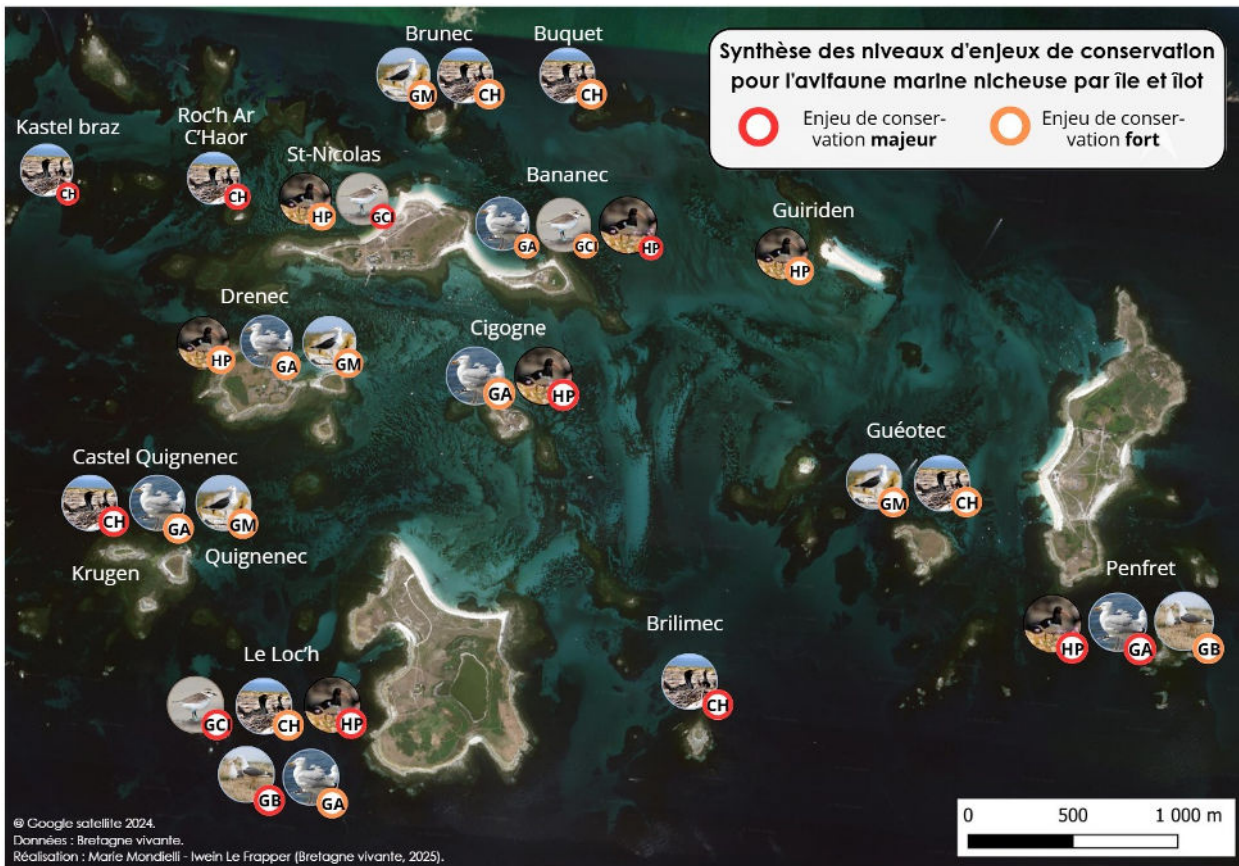 Brunec
Buquet
GM
CH
CH
Synthèse des niveaux d'enjeux de conservation
pour l'avifaune marine nicheuse par île et îlot
Enjeu de conser-
vation majeur
Enjeu de conser-
vation fort
Kastel braz
CH
Roc'h Ar
C'Haor
CH
St-Nicolas
HP
GCI
Bananec
GA
GCI
HP
Guiriden
HP
Drenec
HP
GA
GM
Cigogne
GA
HP
Guéotec
GM
CH
Castel Quignenec
CH
GA
GM
Quignenec
Krugen
Penfret
HP
GA
GB
Brilimec
CH
Le Loc'h
GCI
CH
HP
GB
GA
@ Google satellite 2024.
Données : Bretagne vivante.
Réalisation : Marie Mondielli - Iwein Le Frapper (Bretagne vivante, 2025).
0 500 1 000 m